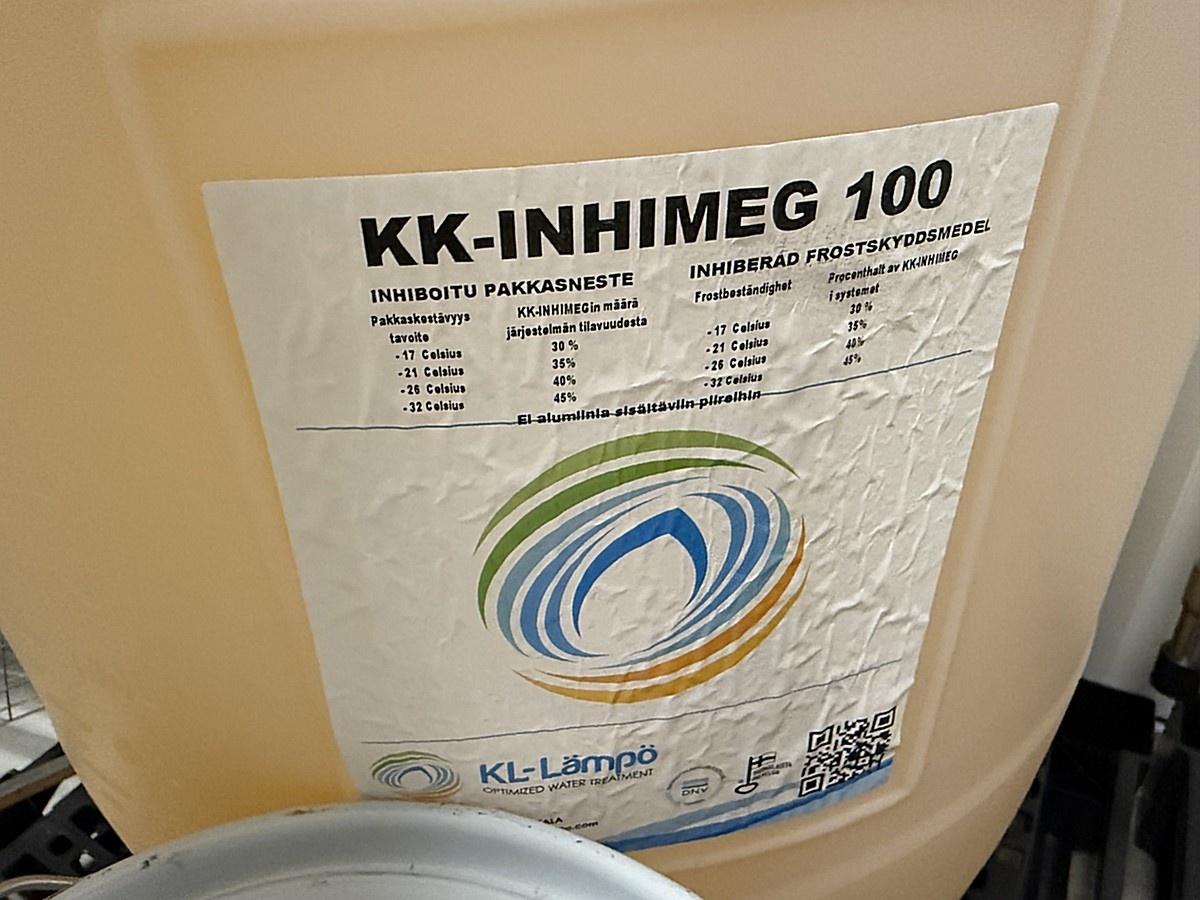 KK-INHIMEG 100
INHIBOITU PAKKASNESTE
Pakkaskestävyys
tavoite
KK-INHIMEGin määrä
järjestelmän tilavuudesta
-17 Celsius 30 %
-21 Celsius 35%
-26 Celsius 40%
-32 Celsius 45%
INHIBERAD FROSTSKYDDSMEDEL
Frostbeständighet
Procenthalt av KK-INHIMEG
i systemet
-17 Celsius 30 %
-21 Celsius 35%
-26 Celsius 40%
-32 Celsius 45%
Ei alumiinia sisältäviin piireihin
KL-Lämpö
OPTIMIZED WATER TREATMENT
DNV